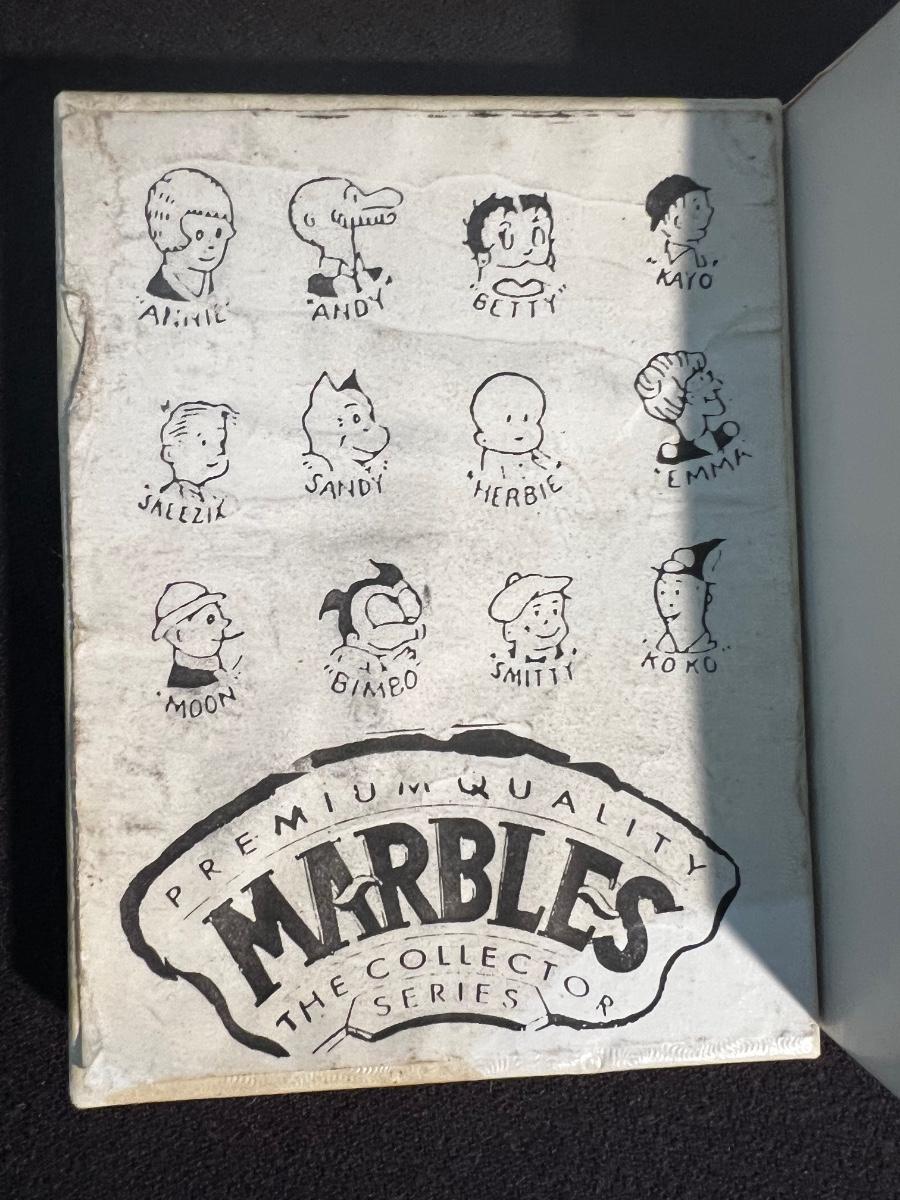 "ANNIE"
"ANDY"
"BETTY"
"KAYO"
"SKEEZIX"
"SANDY"
"HERBIE"
"EMMA"
"MOON"
"BIMBO"
"SMITTY"
"KOKO"
PREMIUM QUALITY
MARBLES
THE COLLECTOR
SERIES